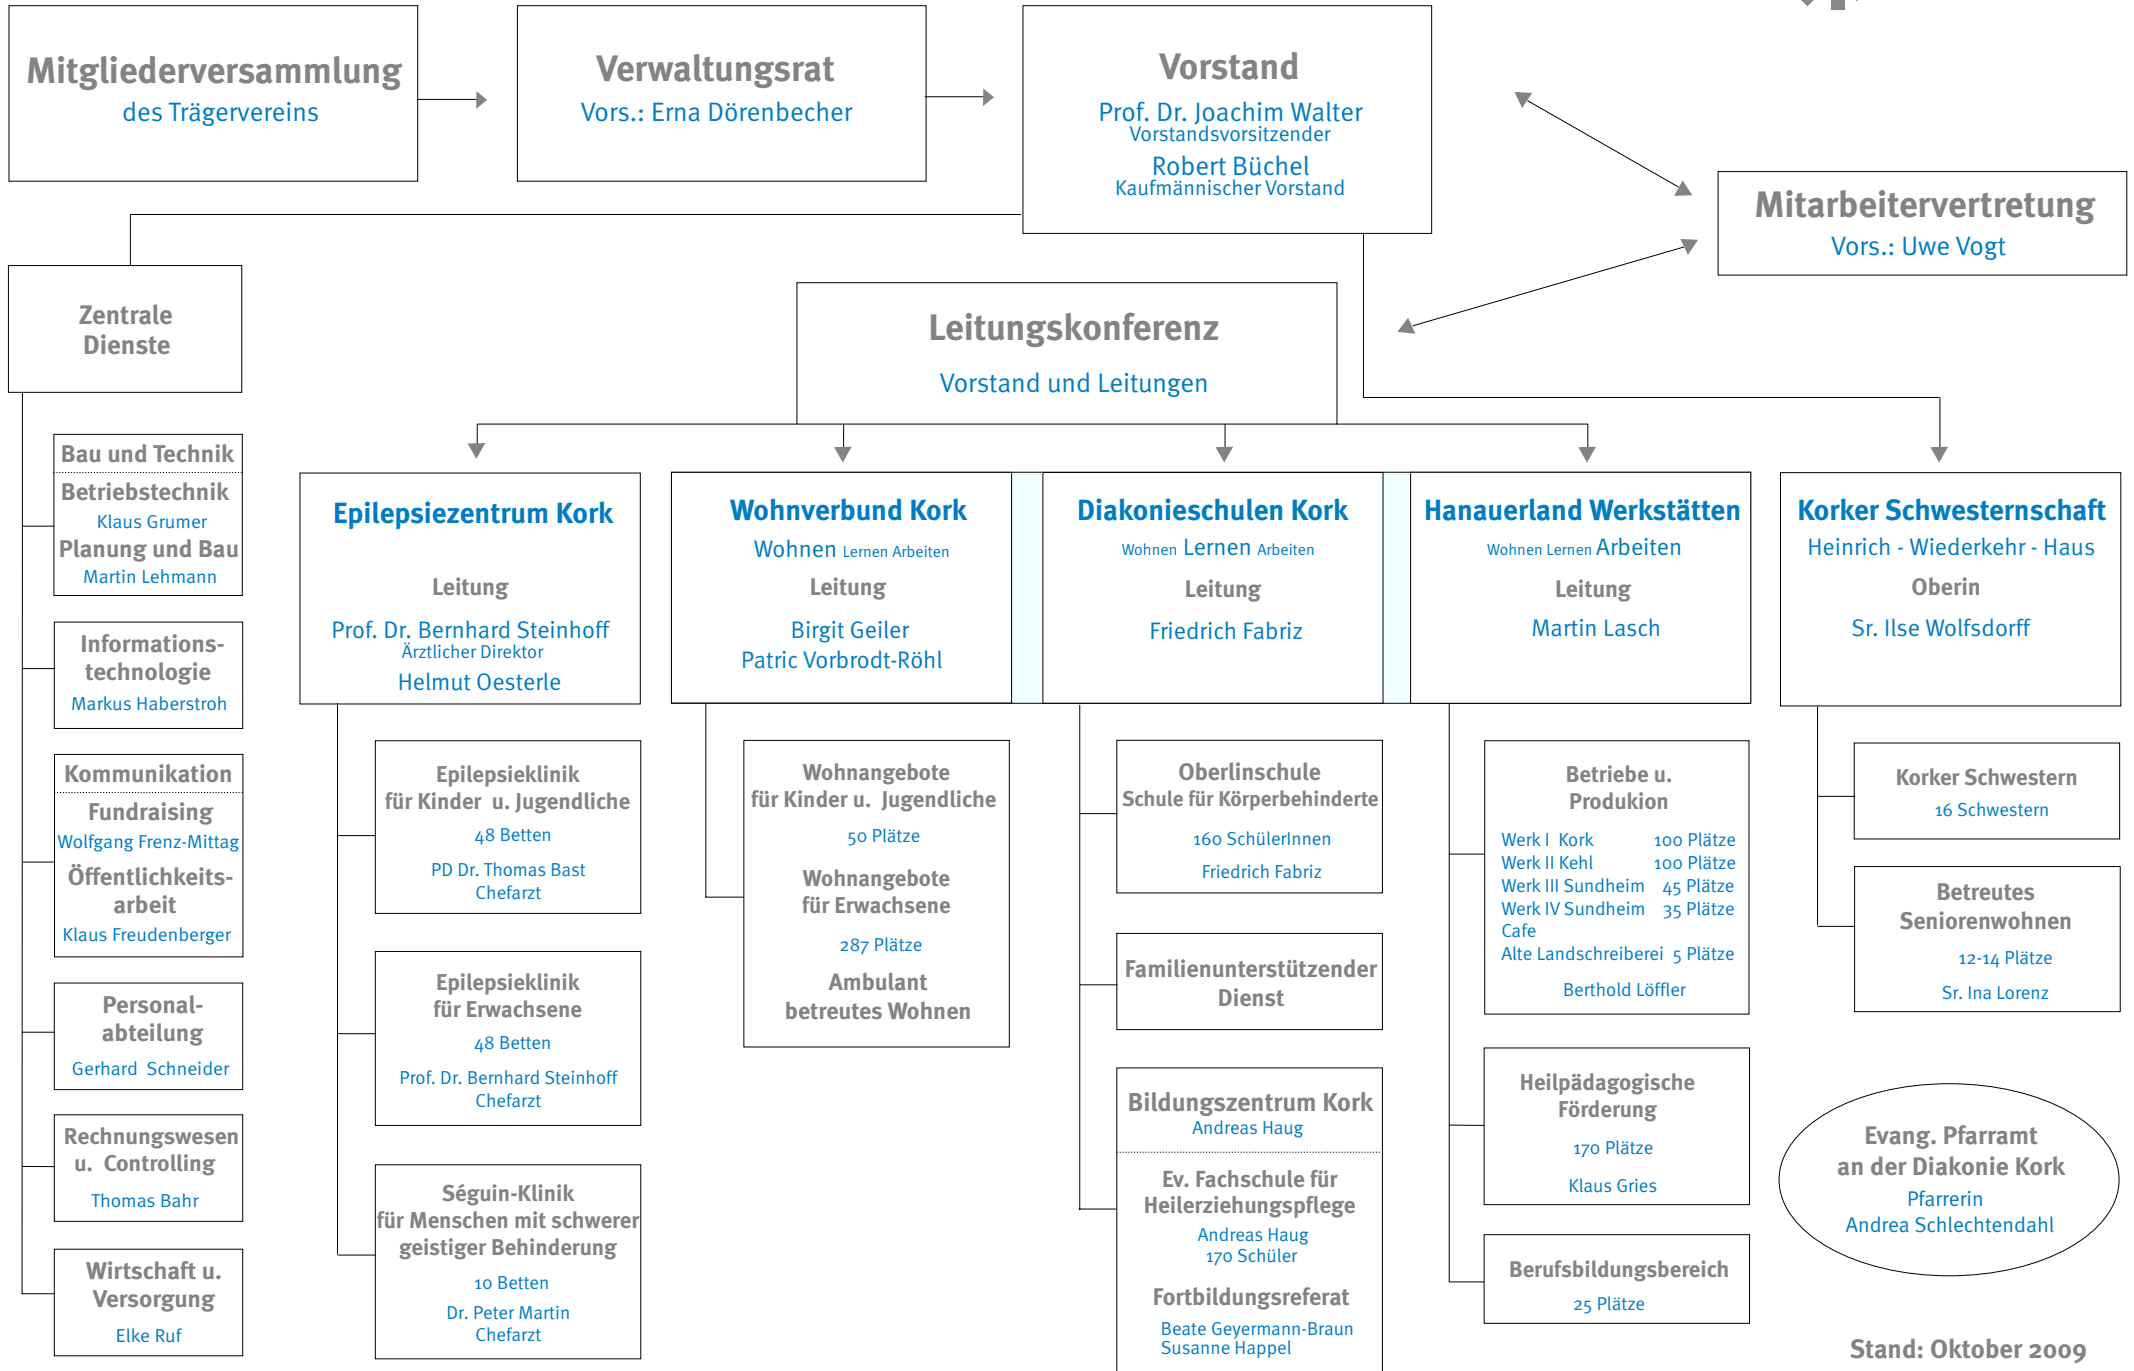 Mitgliederversammlung
des Trägervereins
Verwaltungsrat
Vors.: Erna Dörenbecher
Vorstand
Prof. Dr. Joachim Walter
Vorstandsvorsitzender
Robert Büchel
Kaufmännischer Vorstand
Mitarbeitervertretung
Vors.: Uwe Vogt
Zentrale
Dienste
Leitungskonferenz
Vorstand und Leitungen
Bau und Technik
Betriebstechnik
Klaus Grumer
Planung und Bau
Martin Lehmann
Informations-
technologie
Markus Haberstroh
Kommunikation
Fundraising
Wolfgang Frenz-Mittag
Öffentlichkeits-
arbeit
Klaus Freudenberger
Personal-
abteilung
Gerhard Schneider
Rechnungswesen
u. Controlling
Thomas Bahr
Wirtschaft u.
Versorgung
Elke Ruf
Epilepsiezentrum Kork
Leitung
Prof. Dr. Bernhard Steinhoff
Ärztlicher Direktor
Helmut Oesterle
Epilepsieklinik
für Kinder u. Jugendliche
48 Betten
PD Dr. Thomas Bast
Chefarzt
Epilepsieklinik
für Erwachsene
48 Betten
Prof. Dr. Bernhard Steinhoff
Chefarzt
Séguin-Klinik
für Menschen mit schwerer
geistiger Behinderung
10 Betten
Dr. Peter Martin
Chefarzt
Wohnverbund Kork
Wohnen Lernen Arbeiten
Leitung
Birgit Geiler
Patric Vorbrodt-Röhl
Wohnangebote
für Kinder u. Jugendliche
50 Plätze
Wohnangebote
für Erwachsene
287 Plätze
Ambulant
betreutes Wohnen
Diakonieschulen Kork
Wohnen Lernen Arbeiten
Leitung
Friedrich Fabriz
Oberlinschule
Schule für Körperbehinderte
160 SchülerInnen
Friedrich Fabriz
Familienunterstützender
Dienst
Bildungszentrum Kork
Andreas Haug
Ev. Fachschule für
Heilerziehungspflege
Andreas Haug
170 Schüler
Fortbildungsreferat
Beate Geyermann-Braun
Susanne Happel
Hanauerland Werkstätten
Wohnen Lernen Arbeiten
Leitung
Martin Lasch
Betriebe u.
Produkion
Werk I Kork 100 Plätze
Werk II Kehl 100 Plätze
Werk III Sundheim 45 Plätze
Werk IV Sundheim 35 Plätze
Cafe
Alte Landschreiberei 5 Plätze
Berthold Löffler
Heilpädagogische
Förderung
170 Plätze
Klaus Gries
Berufsbildungsbereich
25 Plätze
Korker Schwesternschaft
Heinrich - Wiederkehr - Haus
Oberin
Sr. Ilse Wolfsdorff
Korker Schwestern
16 Schwestern
Betreutes
Seniorenwohnen
12-14 Plätze
Sr. Ina Lorenz
Evang. Pfarramt
an der Diakonie Kork
Pfarrerin
Andrea Schlechtendahl
Stand: Oktober 2009